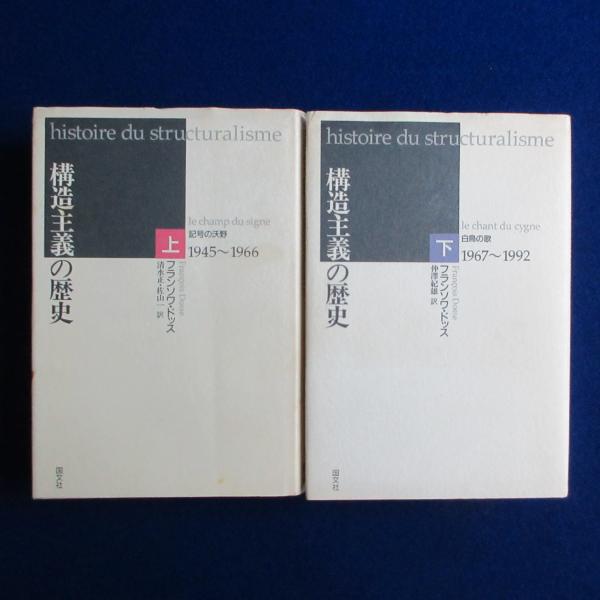 histoire du structuralisme
構造主義の歴史
le champ du signe
上
記号の沃野
1945〜1966
François Dosse
フランソワ・ドッス
清水正・佐山一 訳
国文社
histoire du structuralisme
構造主義の歴史
le chant du cygne
下
白鳥の歌
1967〜1992
François Dosse
フランソワ・ドッス
仲澤紀雄 訳
国文社